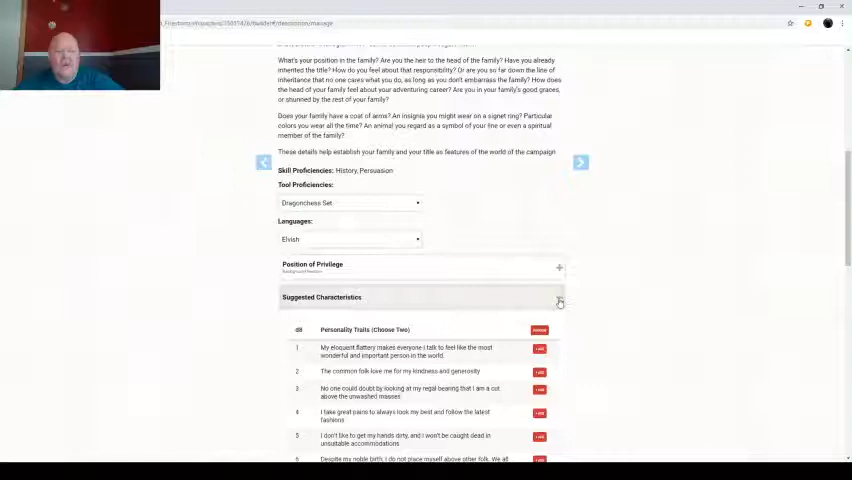 What's your position in the family? Are you the heir to the head of the family? Have you already
inherited the title? How do you feel about that responsibility? Or are you so far down the line of
inheritance that no one cares what you do, as long as you don't embarrass the family? How does
the head of your family feel about your adventuring career? Are you in your family's good graces,
or shunned by the rest of your family?
Does your family have a coat of arms? An insignia you might wear on a signet ring? Particular
colors you wear all the time? An animal you regard as a symbol of your line or even a spiritual
member of the family?
These details help establish your family and your title as features of the world of the campaign
Skill Proficiencies: History, Persuasion
Tool Proficiencies:
Dragonchess Set
Languages:
Elvish
Position of Privilege
Background Feature
Suggested Characteristics
d8 Personality Traits (Choose Two)
1 My eloquent flattery makes everyone I talk to feel like the most
wonderful and important person in the world.
+ ADD
2 The common folk love me for my kindness and generosity
+ ADD
3 No one could doubt by looking at my regal bearing that I am a cut
above the unwashed masses
+ ADD
4 I take great pains to always look my best and follow the latest
fashions
+ ADD
5 I don't like to get my hands dirty, and I won't be caught dead in
unsuitable accommodations
+ ADD
6 Despite my noble birth, I do not place myself above other folk. We all
+ ADD